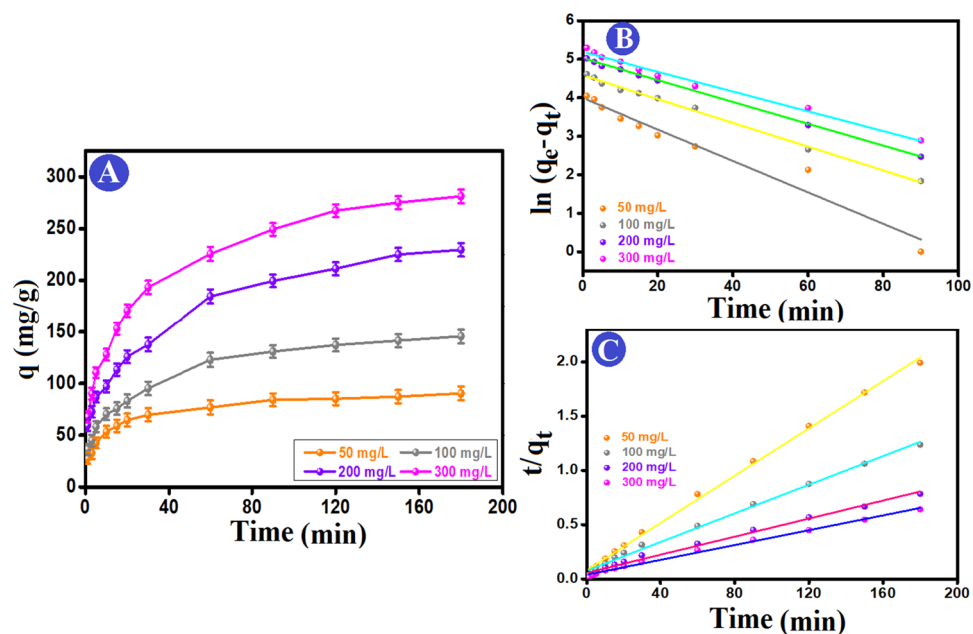 A
300
250
200
150
100
50
0
q (mg/g)
50 mg/L 100 mg/L
200 mg/L 300 mg/L
0 40 80 120 160 200
Time (min)
B
6
5
4
3
2
1
0
ln (qe-qt)
50 mg/L
100 mg/L
200 mg/L
300 mg/L
0 20 40 60 80 100
Time (min)
C
2.0
1.5
1.0
0.5
0.0
t/qt
50 mg/L
100 mg/L
200 mg/L
300 mg/L
0 40 80 120 160 200
Time (min)